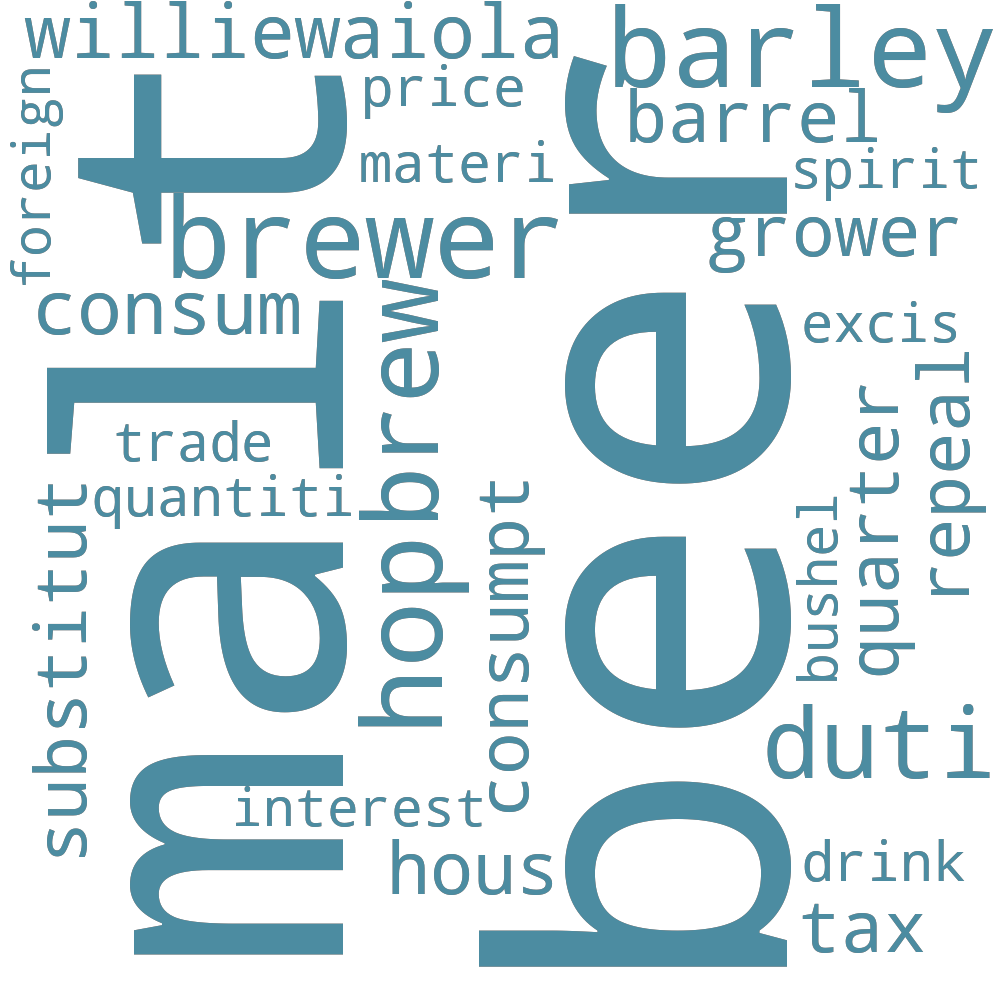 williewaiola
barley
foreign
malt
price
barrel
materi
spirit
brewer
beer
grower
consum
hopbrew
excis
repeal
trade
quarter
quantiti
substitut
consumpt
bushel
duti
interest
hous
drink
tax